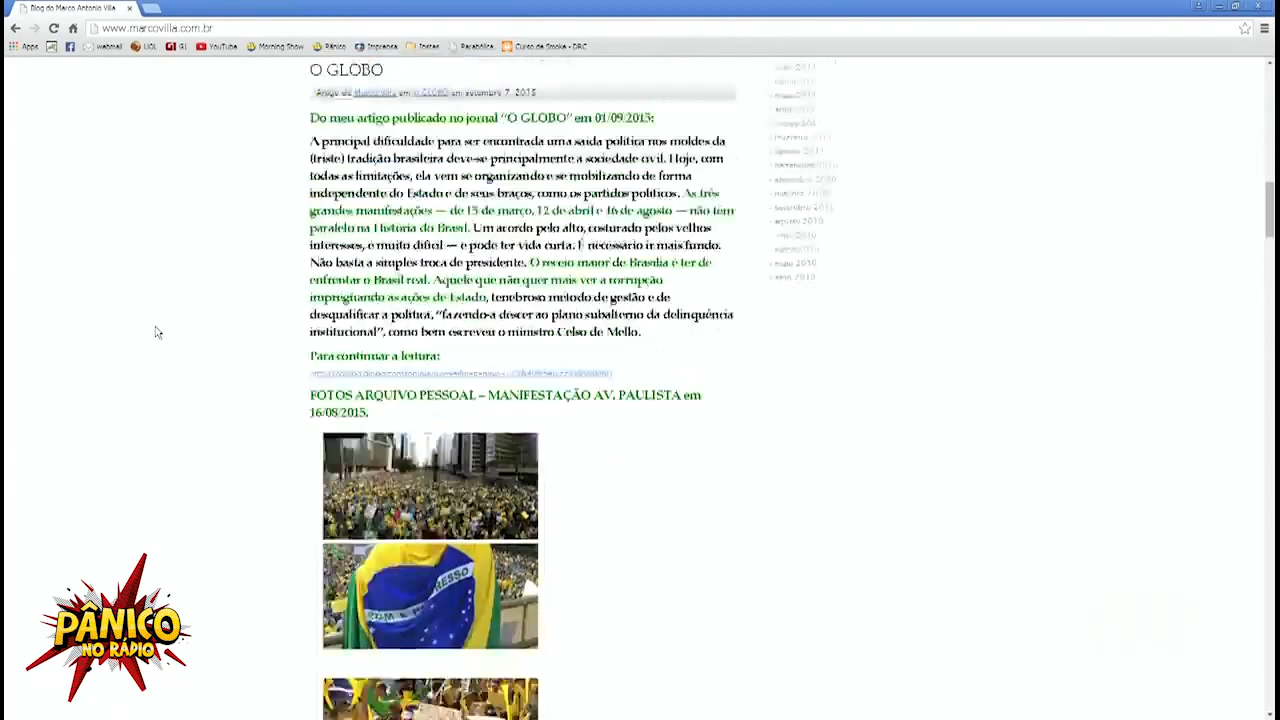 Blog do Marco Antonio Villa
www.marcovilla.com.br
Apps webmail UOL G1 YouTube Morning Show Pânico Imprensa Instas Parabólica Curso de Smoke - DRC
O GLOBO
em O GLOBO em setembro 7, 2015
Do meu artigo publicado no jornal “O GLOBO” em 01/09/2015:
A principal dificuldade para ser encontrada uma saída política nos moldes da
(triste) tradição brasileira deve-se principalmente a sociedade civil. Hoje, com
todas as limitações, ela vem se organizando e se mobilizando de forma
independente do Estado e de seus braços, como os partidos políticos. As três
grandes manifestações — de 15 de março, 12 de abril e 16 de agosto — não tem
paralelo na História do Brasil. Um acordo pelo alto, costurado pelos velhos
interesses, é muito difícil — e pode ter vida curta. É necessário ir mais fundo.
Não basta a simples troca de presidente. O receio maior de Brasília é ter de
enfrentar o Brasil real. Aquele que não quer mais ver a corrupção
impregnando as ações de Estado, tenebroso método de gestão e de
desqualificar a política, “fazendo-a descer ao plano subalterno da delinquência
institucional”, como bem escreveu o ministro Celso de Mello.
Para continuar a leitura:
FOTOS ARQUIVO PESSOAL – MANIFESTAÇÃO AV. PAULISTA em
16/08/2015.
PÂNICO
NO RÁDIO